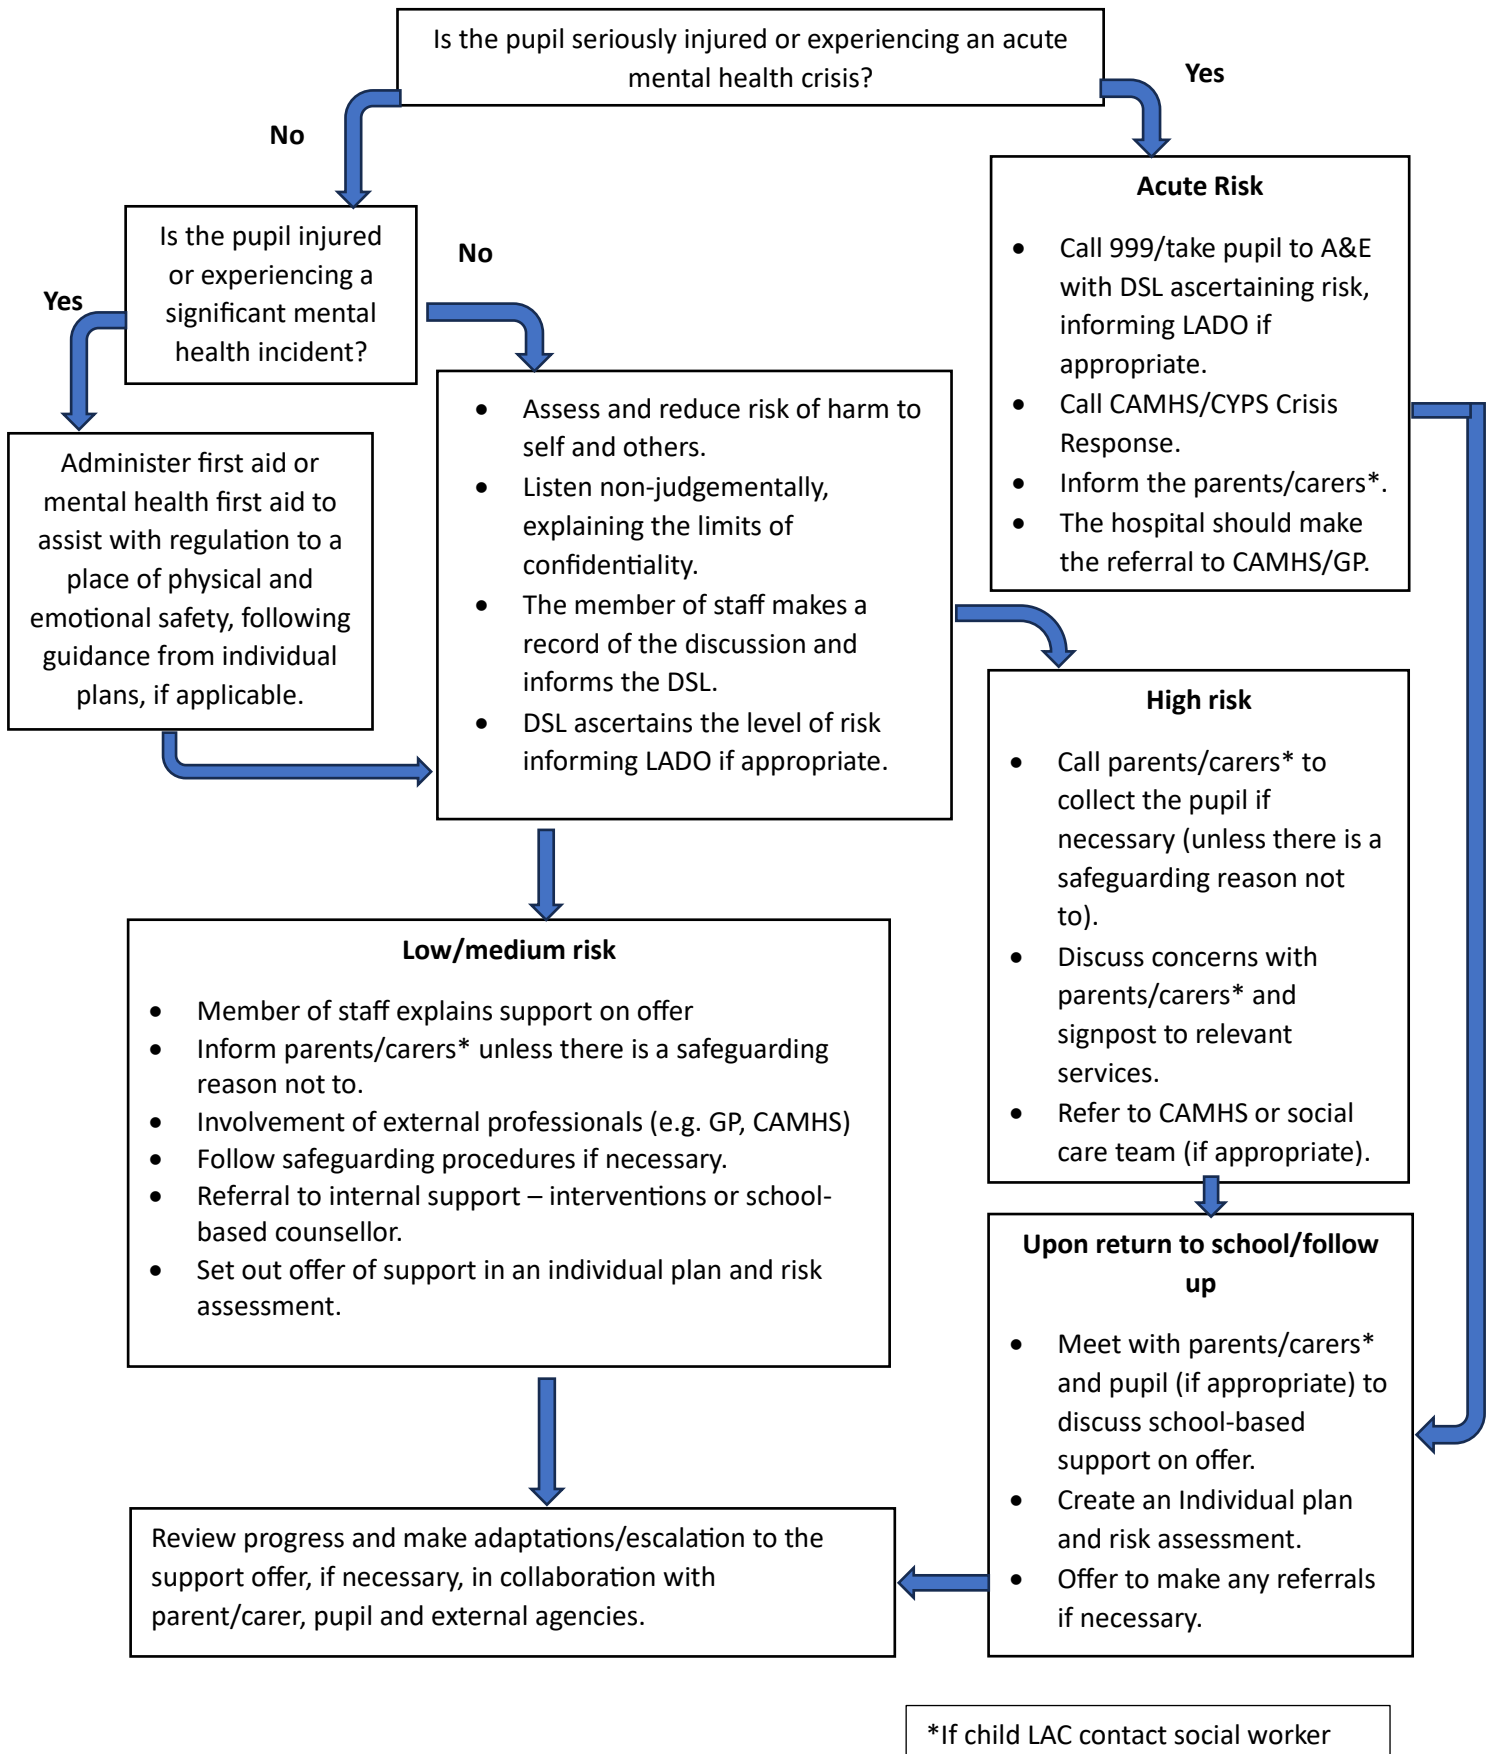 Is the pupil seriously injured or experiencing an acute
mental health crisis?
Yes
No
Acute Risk
• Call 999/take pupil to A&E
with DSL ascertaining risk,
informing LADO if
appropriate.
• Call CAMHS/CYPS Crisis
Response.
• Inform the parents/carers*.
• The hospital should make
the referral to CAMHS/GP.
Is the pupil injured
or experiencing a
significant mental
health incident?
No
Yes
Administer first aid or
mental health first aid to
assist with regulation to a
place of physical and
emotional safety, following
guidance from individual
plans, if applicable.
• Assess and reduce risk of harm to
self and others.
• Listen non-judgementally,
explaining the limits of
confidentiality.
• The member of staff makes a
record of the discussion and
informs the DSL.
• DSL ascertains the level of risk
informing LADO if appropriate.
High risk
• Call parents/carers* to
collect the pupil if
necessary (unless there is a
safeguarding reason not
to).
• Discuss concerns with
parents/carers* and
signpost to relevant
services.
• Refer to CAMHS or social
care team (if appropriate).
Low/medium risk
• Member of staff explains support on offer
• Inform parents/carers* unless there is a safeguarding
reason not to.
• Involvement of external professionals (e.g. GP, CAMHS)
• Follow safeguarding procedures if necessary.
• Referral to internal support – interventions or school-
based counsellor.
• Set out offer of support in an individual plan and risk
assessment.
Upon return to school/follow
up
• Meet with parents/carers*
and pupil (if appropriate) to
discuss school-based
support on offer.
• Create an Individual plan
and risk assessment.
• Offer to make any referrals
if necessary.
Review progress and make adaptations/escalation to the
support offer, if necessary, in collaboration with
parent/carer, pupil and external agencies.
*If child LAC contact social worker